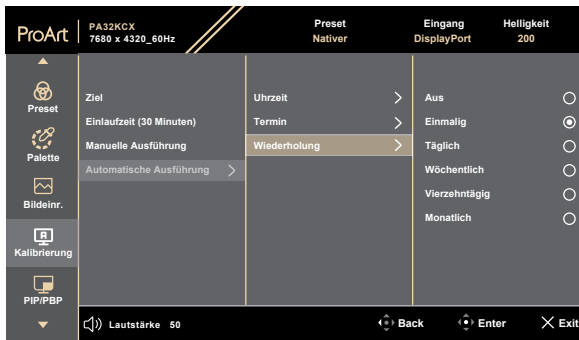 ProArt
PA32KCX
7680 x 4320_60Hz
Preset
Nativer
Eingang
DisplayPort
Helligkeit
200
Preset
Palette
Bildeinr.
Kalibrierung
PIP/PBP
Ziel
Einlaufzeit (30 Minuten)
Manuelle Ausführung
Automatische Ausführung
Uhrzeit
Termin
Wiederholung
Aus
Einmalig
Täglich
Wöchentlich
Vierzehntägig
Monatlich
Lautstärke 50
Back
Enter
Exit